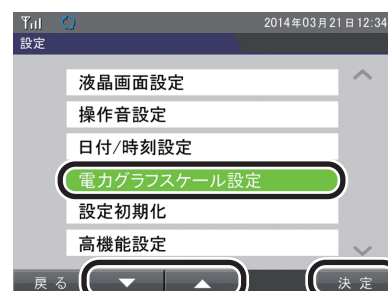 2014年03月21日12:34
設定
液晶画面設定
操作音設定
日付/時刻設定
電力グラフスケール設定
設定初期化
高機能設定
戻る ▼ ▲ 決定